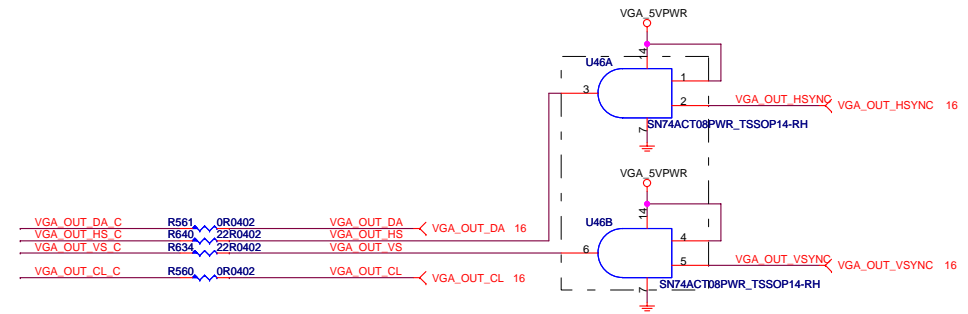 VGA_5VPWR
14
U46A
1
3
2
VGA_OUT_HSYNC
VGA_OUT_HSYNC 16
7
SN74ACT08PWR_TSSOP14-RH
VGA_5VPWR
14
U46B
VGA_OUT_DA_C R561 0R0402 VGA_OUT_DA
VGA_OUT_DA 16
VGA_OUT_HS_C R640 22R0402 VGA_OUT_HS
4
VGA_OUT_VS_C R634 22R0402 VGA_OUT_VS
6
5
VGA_OUT_VSYNC
VGA_OUT_VSYNC 16
VGA_OUT_CL_C R560 0R0402 VGA_OUT_CL
VGA_OUT_CL 16
7
SN74ACT08PWR_TSSOP14-RH